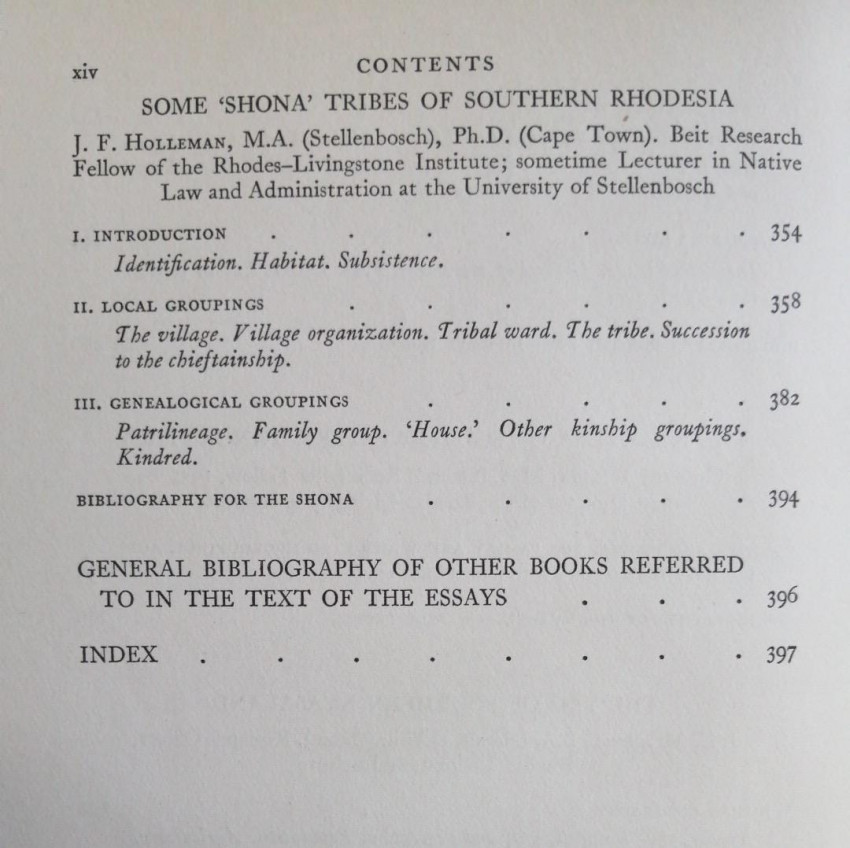 xiv CONTENTS
SOME ‘SHONA’ TRIBES OF SOUTHERN RHODESIA
J. F. HOLLEMAN, M.A. (Stellenbosch), Ph.D. (Cape Town). Beit Research
Fellow of the Rhodes–Livingstone Institute; sometime Lecturer in Native
Law and Administration at the University of Stellenbosch
I. INTRODUCTION . . . . . . . 354
Identification. Habitat. Subsistence.
II. LOCAL GROUPINGS . . . . . . 358
The village. Village organization. Tribal ward. The tribe. Succession
to the chieftainship.
III. GENEALOGICAL GROUPINGS . . . . . 382
Patrilineage. Family group. ‘House.’ Other kinship groupings.
Kindred.
BIBLIOGRAPHY FOR THE SHONA . . . . . 394
GENERAL BIBLIOGRAPHY OF OTHER BOOKS REFERRED
TO IN THE TEXT OF THE ESSAYS . . . 396
INDEX . . . . . . . . 397